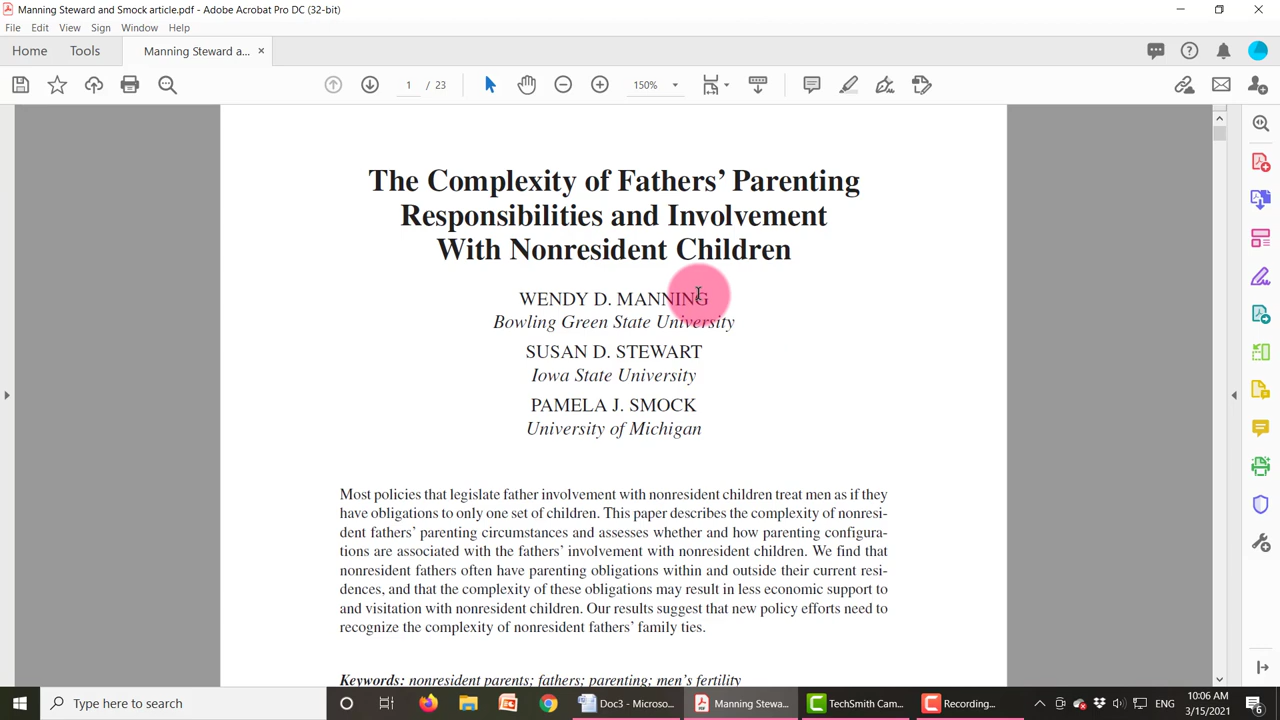 Manning Steward and Smock article.pdf - Adobe Acrobat Pro DC (32-bit)
File Edit View Sign Window Help
Home Tools Manning Steward a... ×
1 / 23 150%
The Complexity of Fathers’ Parenting
Responsibilities and Involvement
With Nonresident Children
WENDY D. MANNING
Bowling Green State University
SUSAN D. STEWART
Iowa State University
PAMELA J. SMOCK
University of Michigan
Most policies that legislate father involvement with nonresident children treat men as if they
have obligations to only one set of children. This paper describes the complexity of nonresi-
dent fathers’ parenting circumstances and assesses whether and how parenting configura-
tions are associated with the fathers’ involvement with nonresident children. We find that
nonresident fathers often have parenting obligations within and outside their current resi-
dences, and that the complexity of these obligations may result in less economic support to
and visitation with nonresident children. Our results suggest that new policy efforts need to
recognize the complexity of nonresident fathers’ family ties.
Keywords: nonresident parents; fathers; parenting; men’s fertility
Type here to search Doc3 - Microso... Manning Stewa... TechSmith Cam... Recording... ENG 10:06 AM
3/15/2021 6